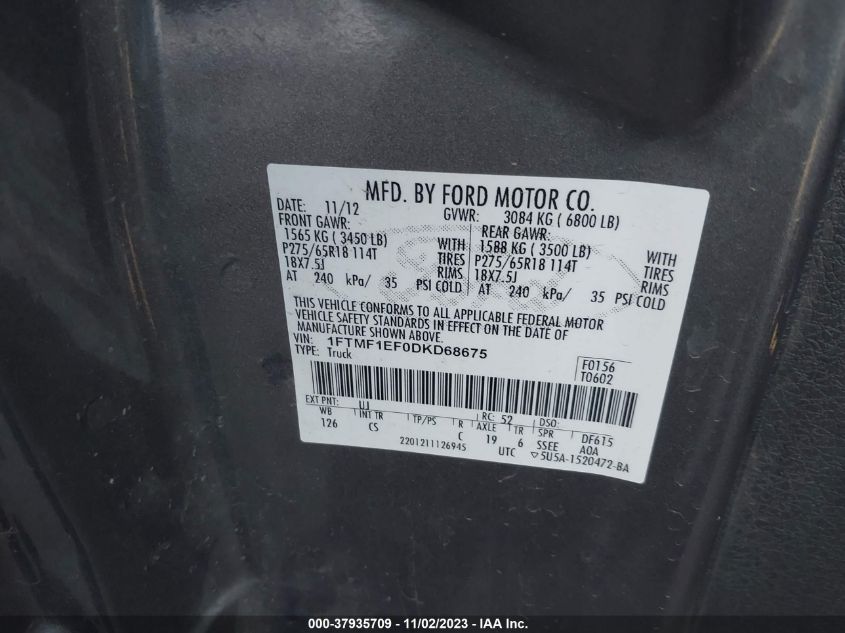 MFD. BY FORD MOTOR CO.
DATE: 11/12 GVWR: 3084 KG ( 6800 LB)
FRONT GAWR: REAR GAWR:
1565 KG ( 3450 LB) WITH 1588 KG ( 3500 LB) WITH
P275/65R18 114T TIRES P275/65R18 114T TIRES
18X7.5J RIMS 18X7.5J RIMS
AT 240 kPa/ 35 PSI COLD AT 240 kPa/ 35 PSI COLD
THIS VEHICLE CONFORMS TO ALL APPLICABLE FEDERAL MOTOR
VEHICLE SAFETY STANDARDS IN EFFECT ON THE DATE OF
MANUFACTURE SHOWN ABOVE.
VIN: 1FTMF1EF0DKD68675 F0156
TYPE: Truck T0602
EXT PNT: UJ RC: 52 DSO:
WB INT TR TP/PS R AXLE TR SPR DF615
126 CS C 19 6 SSEE A0A
2201211126945 UTC ▽5U5A-1520472-BA
000-37935709 - 11/02/2023 - IAA Inc.